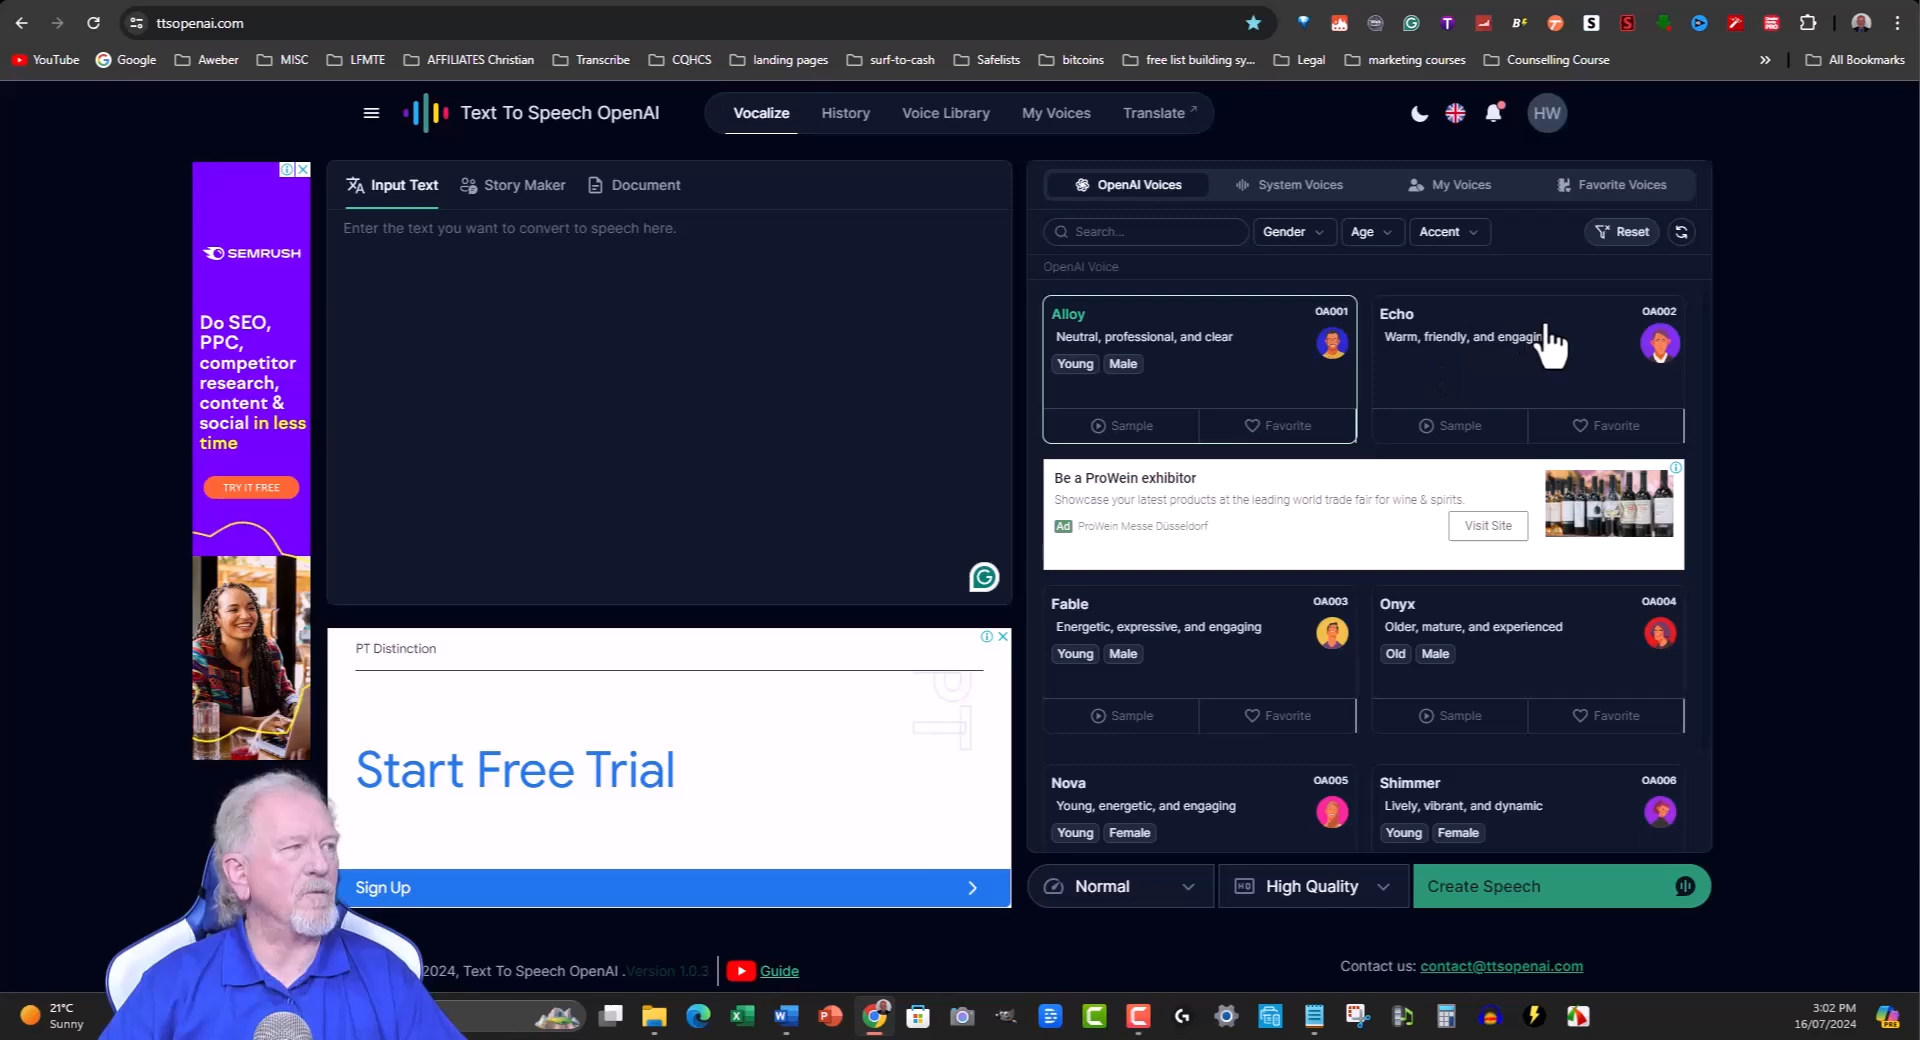 ttsopenai.com
YouTube
Google
Aweber
MISC
LFMTE
AFFILIATES Christian
Transcribe
CQHCS
landing pages
surf-to-cash
Safelists
bitcoins
free list building sy...
Legal
marketing courses
Counselling Course
»
All Bookmarks
Text To Speech OpenAI
Vocalize
History
Voice Library
My Voices
Translate
HW
Input Text
Story Maker
Document
Enter the text you want to convert to speech here.
SEMRUSH
Do SEO,
PPC,
competitor
research,
content &
social in less
time
TRY IT FREE
OpenAI Voices
System Voices
My Voices
Favorite Voices
Search...
Gender
Age
Accent
Reset
OpenAI Voice
Alloy
OA001
Neutral, professional, and clear
Young
Male
Sample
Favorite
Echo
OA002
Warm, friendly, and
Sample
Favorite
Be a ProWein exhibitor
Showcase your latest products at the leading world trade fair for wine & spirits.
Ad ProWein Messe Düsseldorf
Visit Site
Fable
OA003
Energetic, expressive, and engaging
Young
Male
Sample
Favorite
Onyx
OA004
Older, mature, and experienced
Old
Male
Sample
Favorite
Nova
OA005
Young, energetic, and engaging
Young
Female
Shimmer
OA006
Lively, vibrant, and dynamic
Young
Female
PT Distinction
PT
Start Free Trial
Sign Up
Normal
HQ
High Quality
Create Speech
2024, Text To Speech OpenAI .Version 1.0.3
Guide
Contact us: contact@ttsopenai.com
21°C
Sunny
3:02 PM
16/07/2024